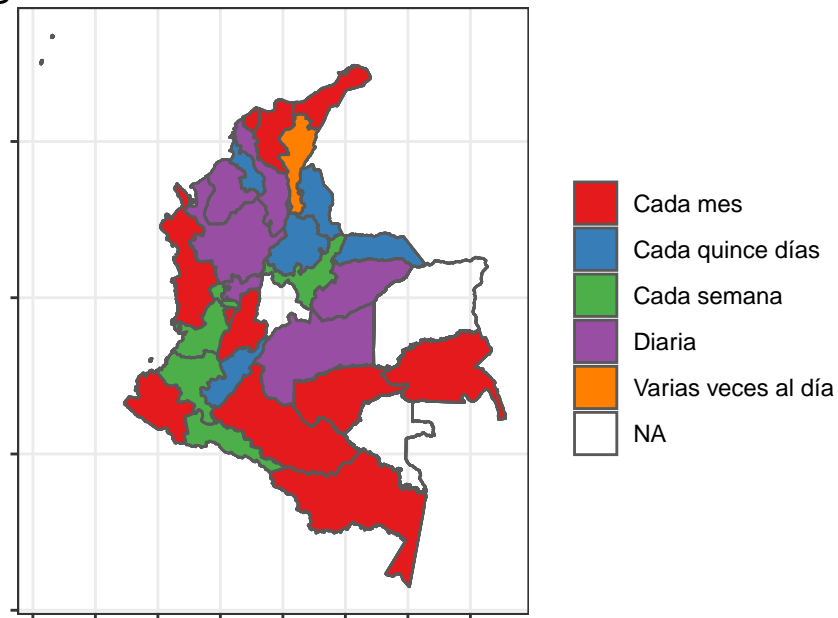 Cada mes
Cada quince días
Cada semana
Diaria
Varias veces al día
NA